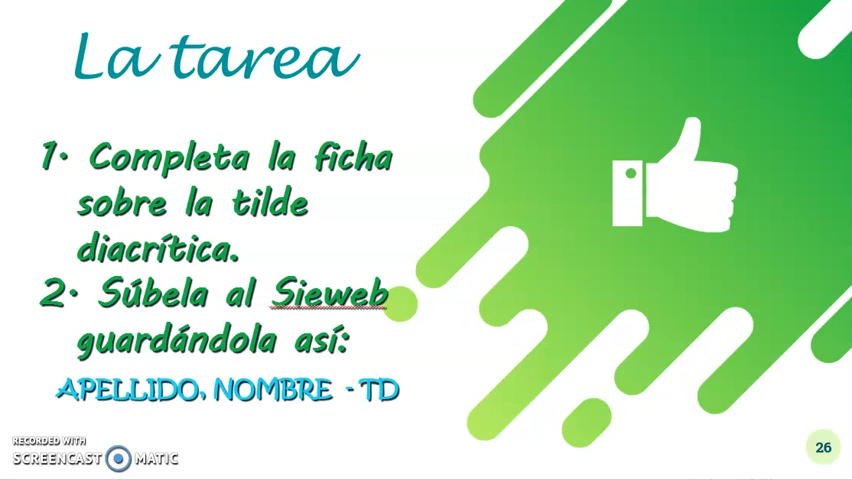 La tarea
1. Completa la ficha
sobre la tilde
diacrítica.
2. Súbela al Sieweb
guardándola así:
APELLIDO, NOMBRE - TD
RECORDED WITH
SCREENCAST MATIC
26